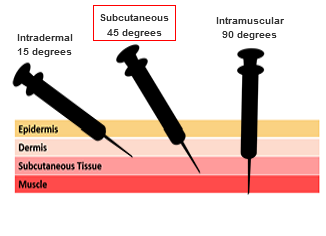 Intradermal
15 degrees
Subcutaneous
45 degrees
Intramuscular
90 degrees
Epidermis
Dermis
Subcutaneous Tissue
Muscle